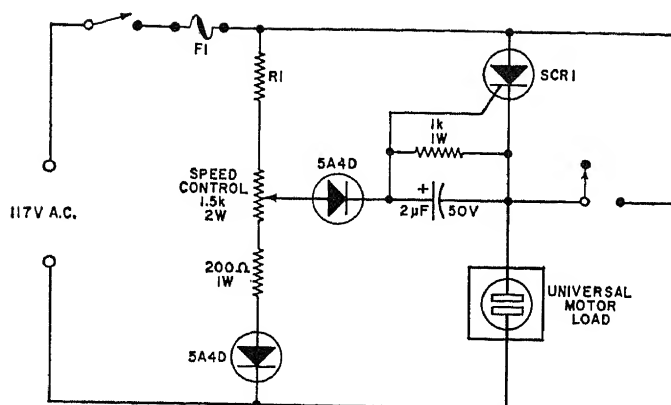 F1
R1
SCR1
1k
1W
5A4D
SPEED
CONTROL
1.5k
2W
117V A.C.
+
2µF
50V
200Ω
1W
5A4D
UNIVERSAL
MOTOR
LOAD